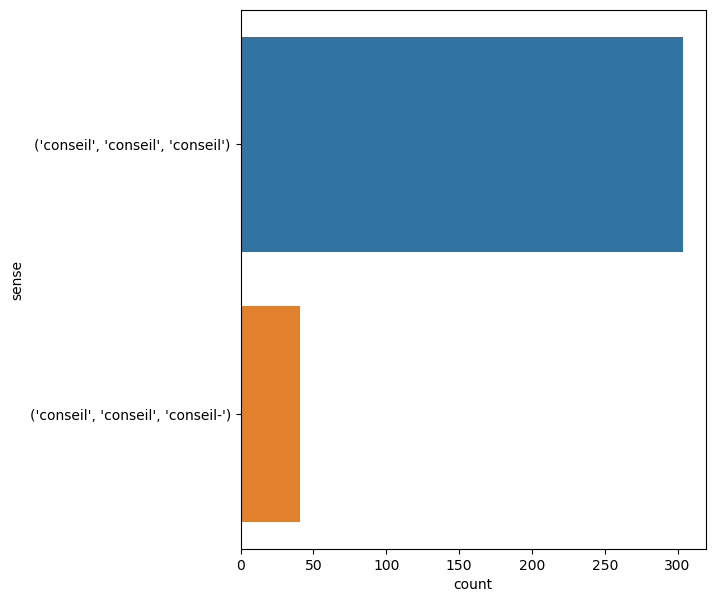 ('conseil', 'conseil', 'conseil')
sense
('conseil', 'conseil', 'conseil-')
0 50 100 150 200 250 300
count